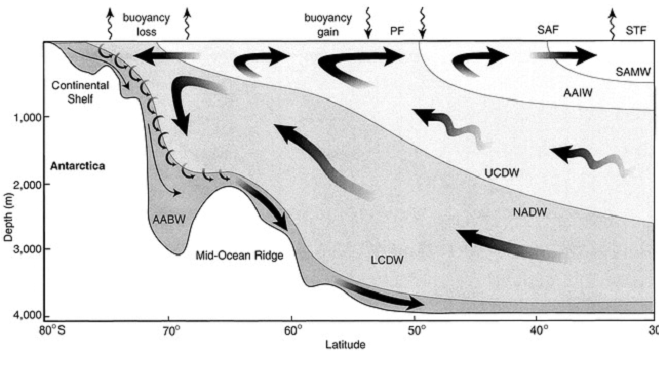 buoyancy
loss
buoyancy
gain
PF
SAF
STF
SAMW
AAIW
Continental
Shelf
1,000
Antarctica
UCDW
2,000
NADW
AABW
Depth (m)
Mid-Ocean Ridge
3,000
LCDW
4,000
80°S
70°
60°
50°
40°
30
Latitude